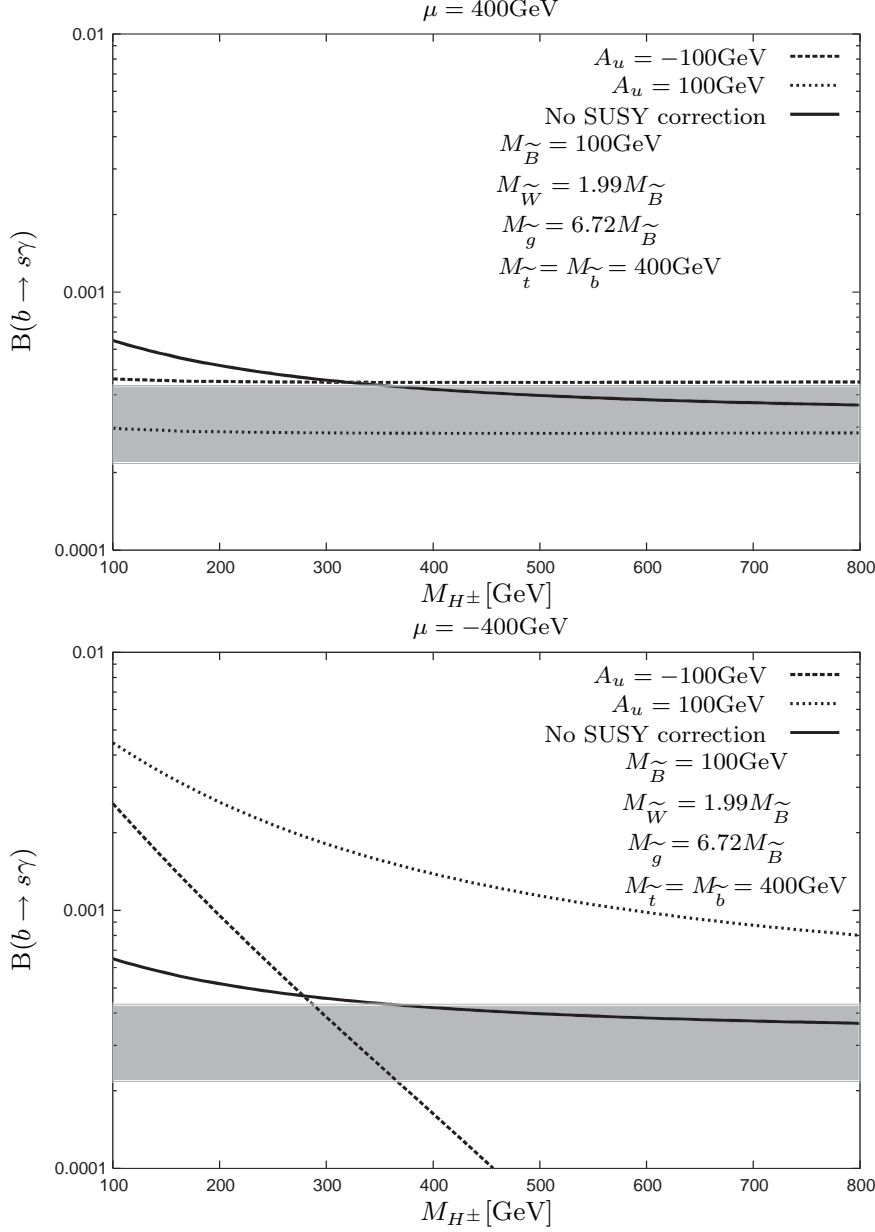 μ = 400GeV
0.01
0.001
0.0001
B(b → sγ)
A_u = −100GeV
A_u = 100GeV
No SUSY correction
M_B̃ = 100GeV
M_W̃ = 1.99M_B̃
M_g̃ = 6.72M_B̃
M_t̃ = M_b̃ = 400GeV
100 200 300 400 500 600 700 800
M_H± [GeV]
μ = −400GeV
0.01
0.001
0.0001
B(b → sγ)
A_u = −100GeV
A_u = 100GeV
No SUSY correction
M_B̃ = 100GeV
M_W̃ = 1.99M_B̃
M_g̃ = 6.72M_B̃
M_t̃ = M_b̃ = 400GeV
100 200 300 400 500 600 700 800
M_H± [GeV]